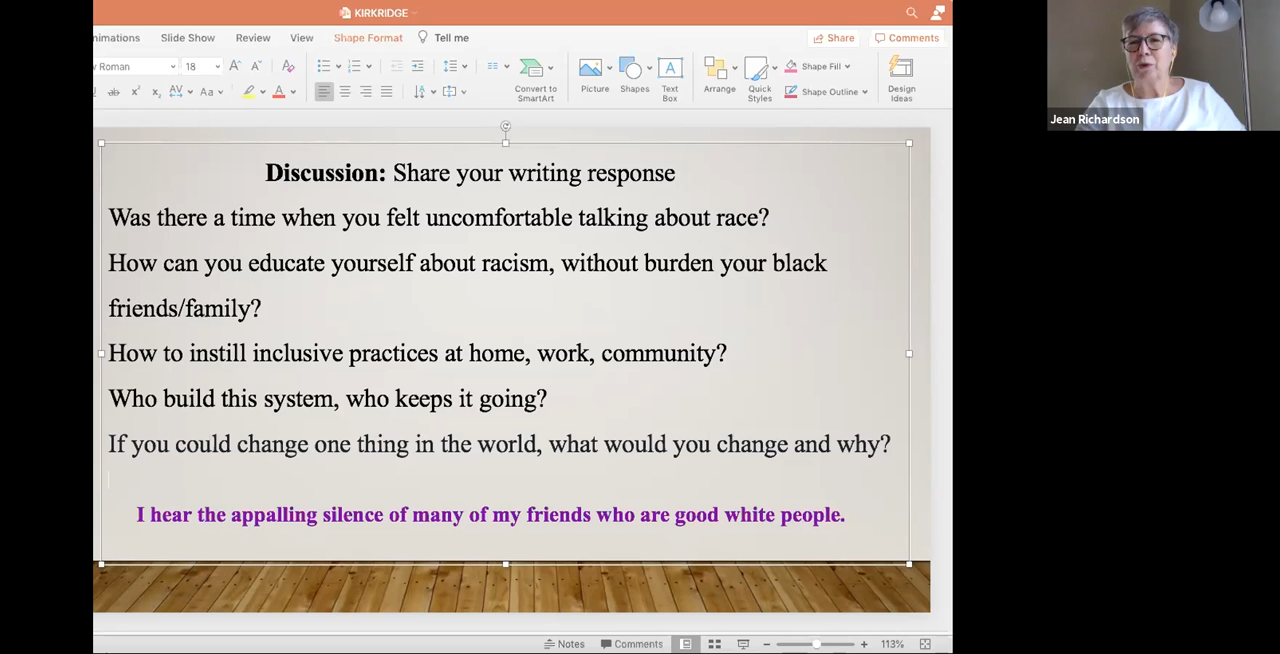 KIRKRIDGE
nimations Slide Show Review View Shape Format Tell me Share Comments
Roman 18 Convert to SmartArt Picture Shapes Text Box Arrange Quick Styles Shape Fill Shape Outline Design Ideas
Jean Richardson
Discussion: Share your writing response
Was there a time when you felt uncomfortable talking about race?
How can you educate yourself about racism, without burden your black
friends/family?
How to instill inclusive practices at home, work, community?
Who build this system, who keeps it going?
If you could change one thing in the world, what would you change and why?
I hear the appalling silence of many of my friends who are good white people.
Notes Comments 113%